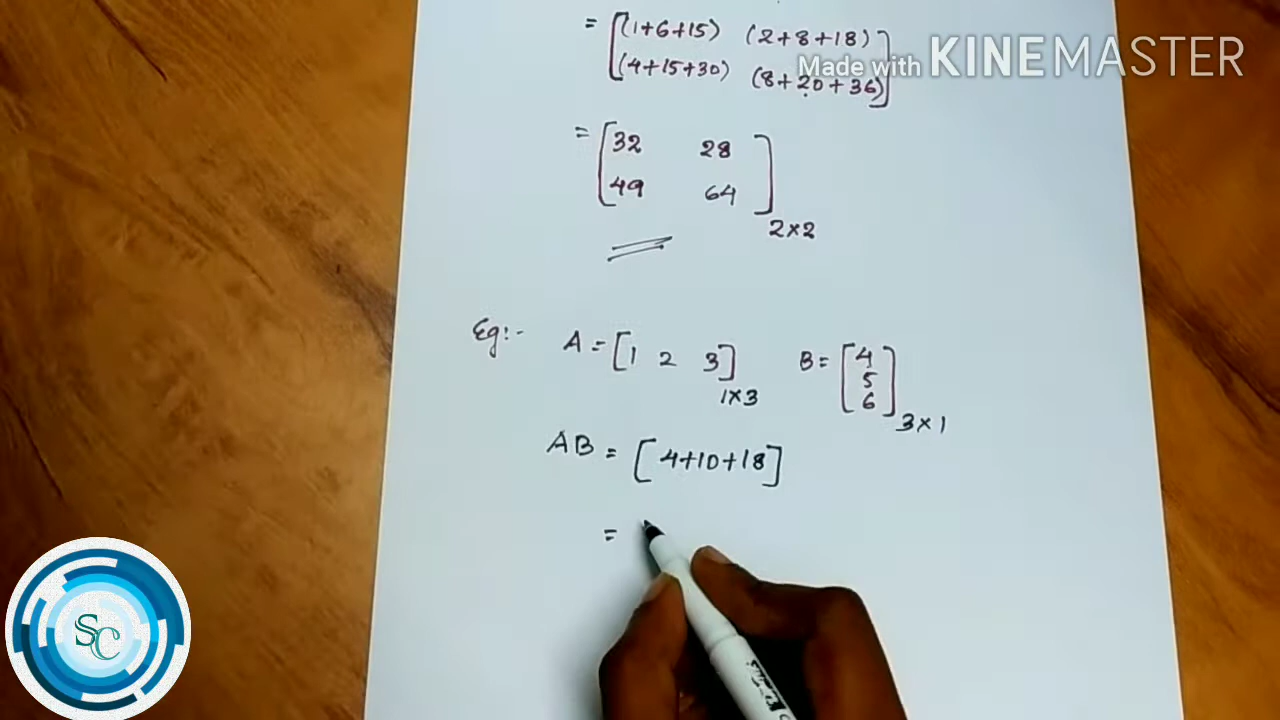 = [(1+6+15) (2+8+18)
(4+15+30) (8+20+36)]
Made with KINEMASTER
= [32 28
49 64] 2×2
Eg:- A = [1 2 3] 1×3 B = [4
5
6] 3×1
AB = [4+10+18]
=
SC